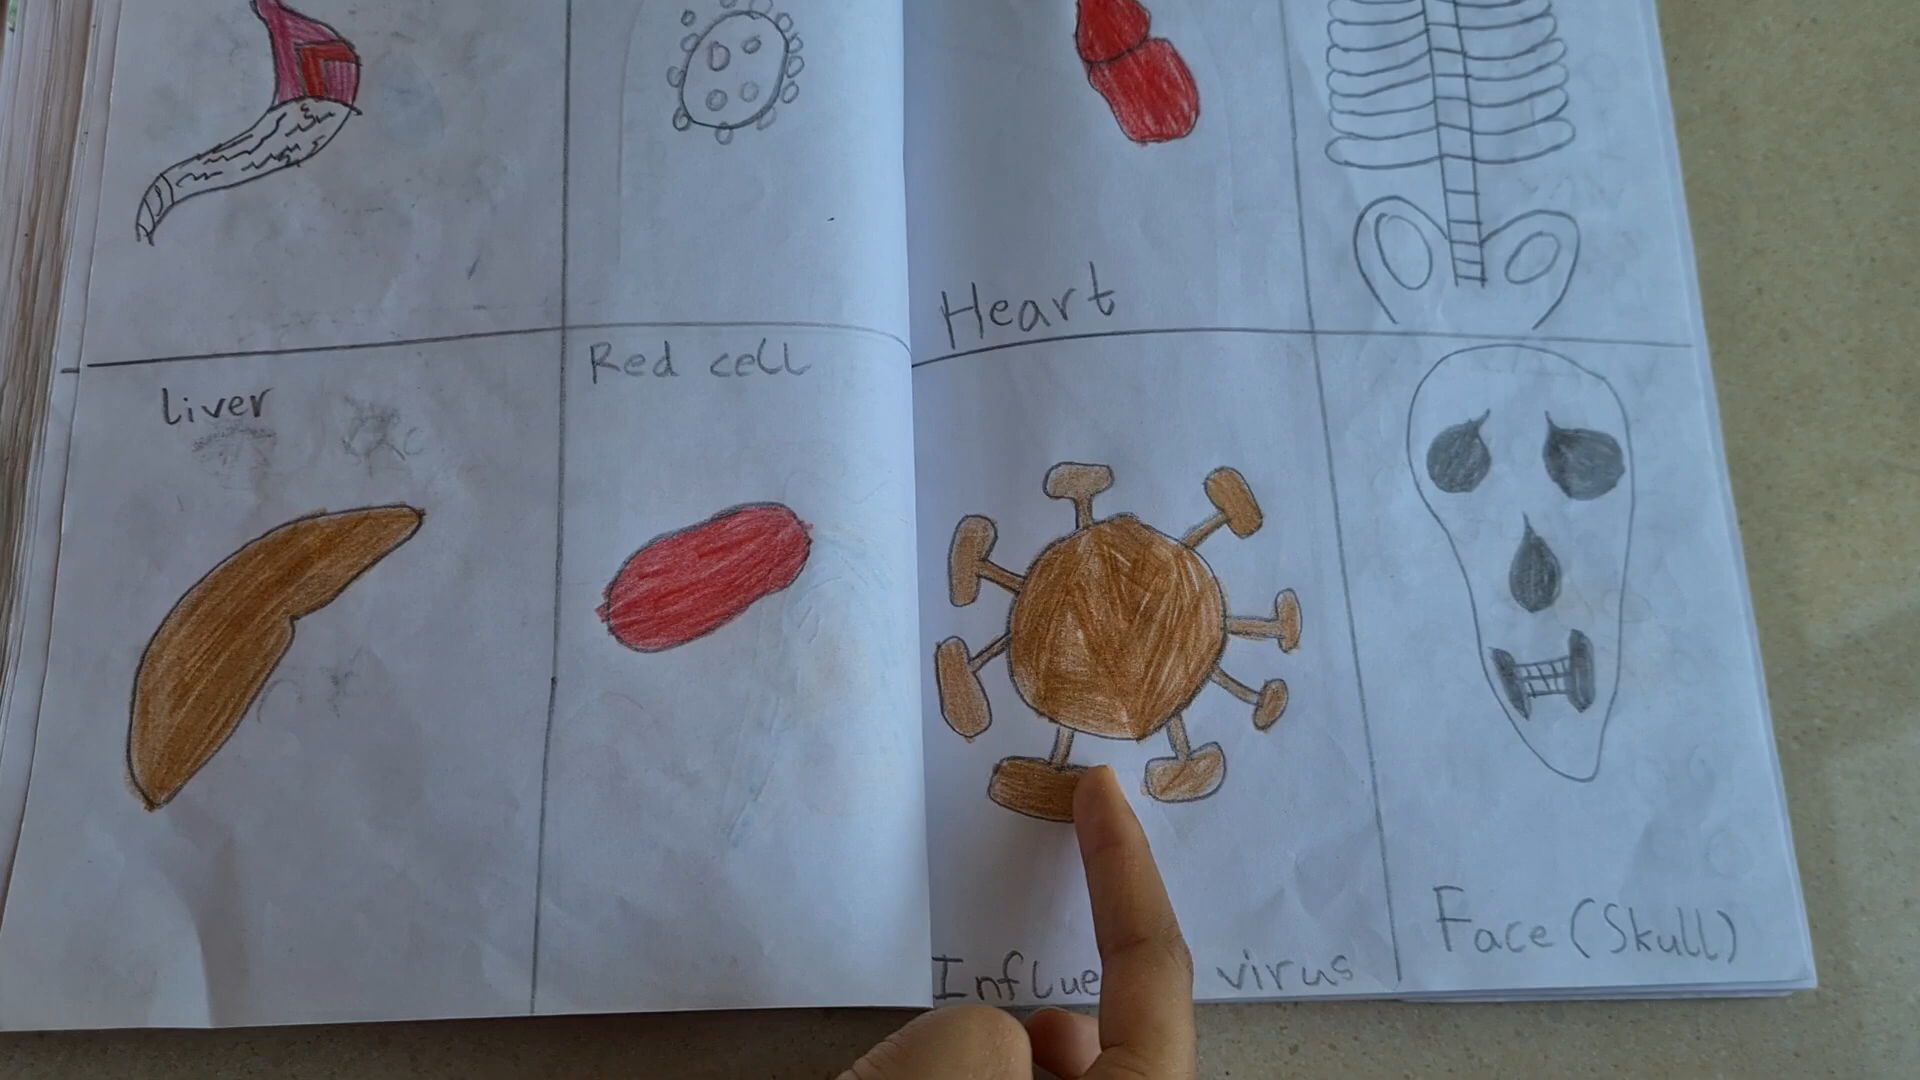 Heart
Liver
Red cell
Influe virus
Face (Skull)